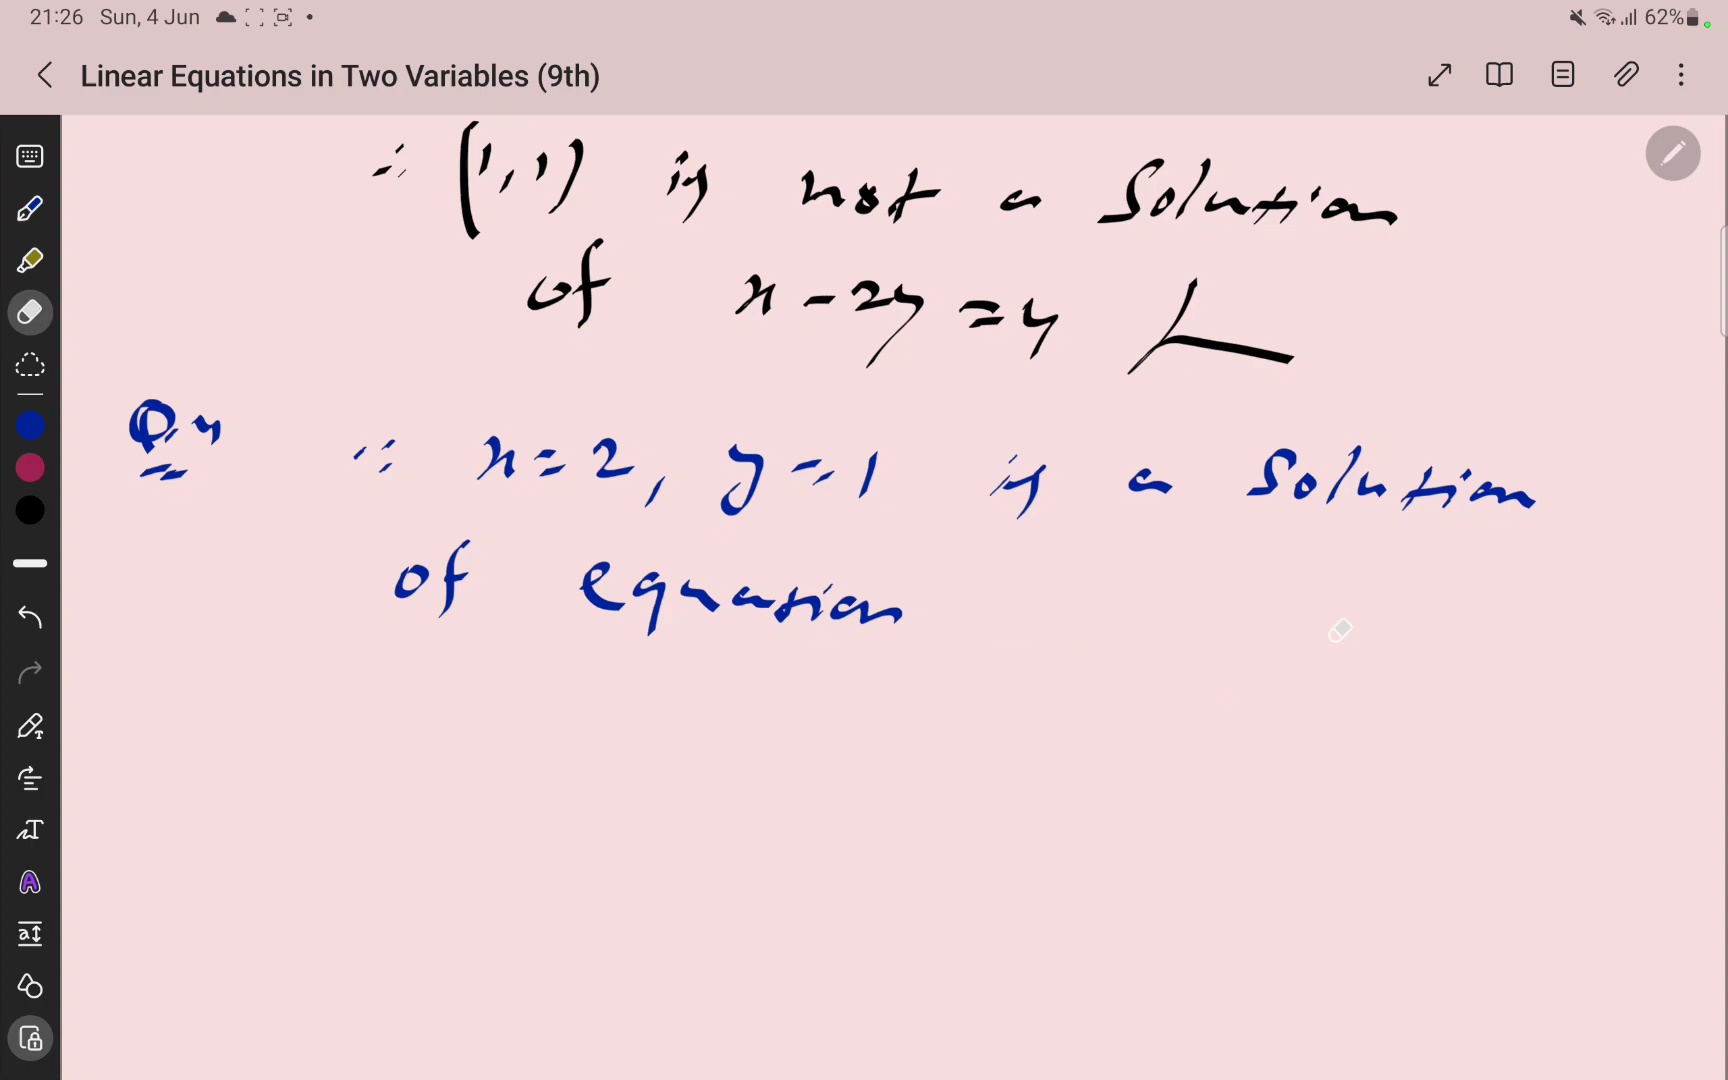 21:26 Sun, 4 Jun 62%
Linear Equations in Two Variables (9th)
∴ (1,1) is not a Solution
of x - 2y = 4
Q.4 ∵ x = 2, y = 1 is a Solution
of equation